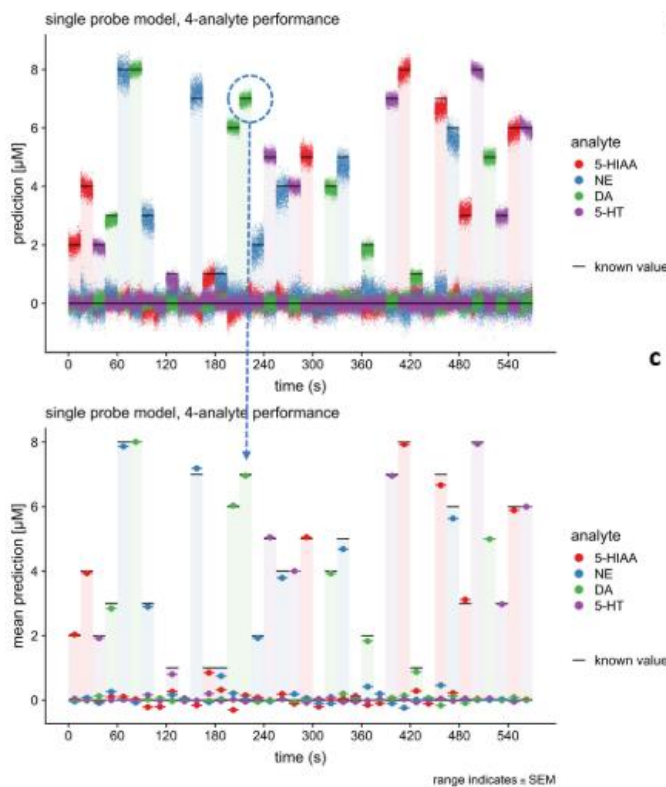 single probe model, 4-analyte performance
prediction [µM]
8
6
4
2
0
0 60 120 180 240 300 360 420 480 540
time (s)
analyte
5-HIAA
NE
DA
5-HT
known value
c
single probe model, 4-analyte performance
mean prediction [µM]
8
6
4
2
0
0 60 120 180 240 300 360 420 480 540
time (s)
analyte
5-HIAA
NE
DA
5-HT
known value
range indicates ± SEM